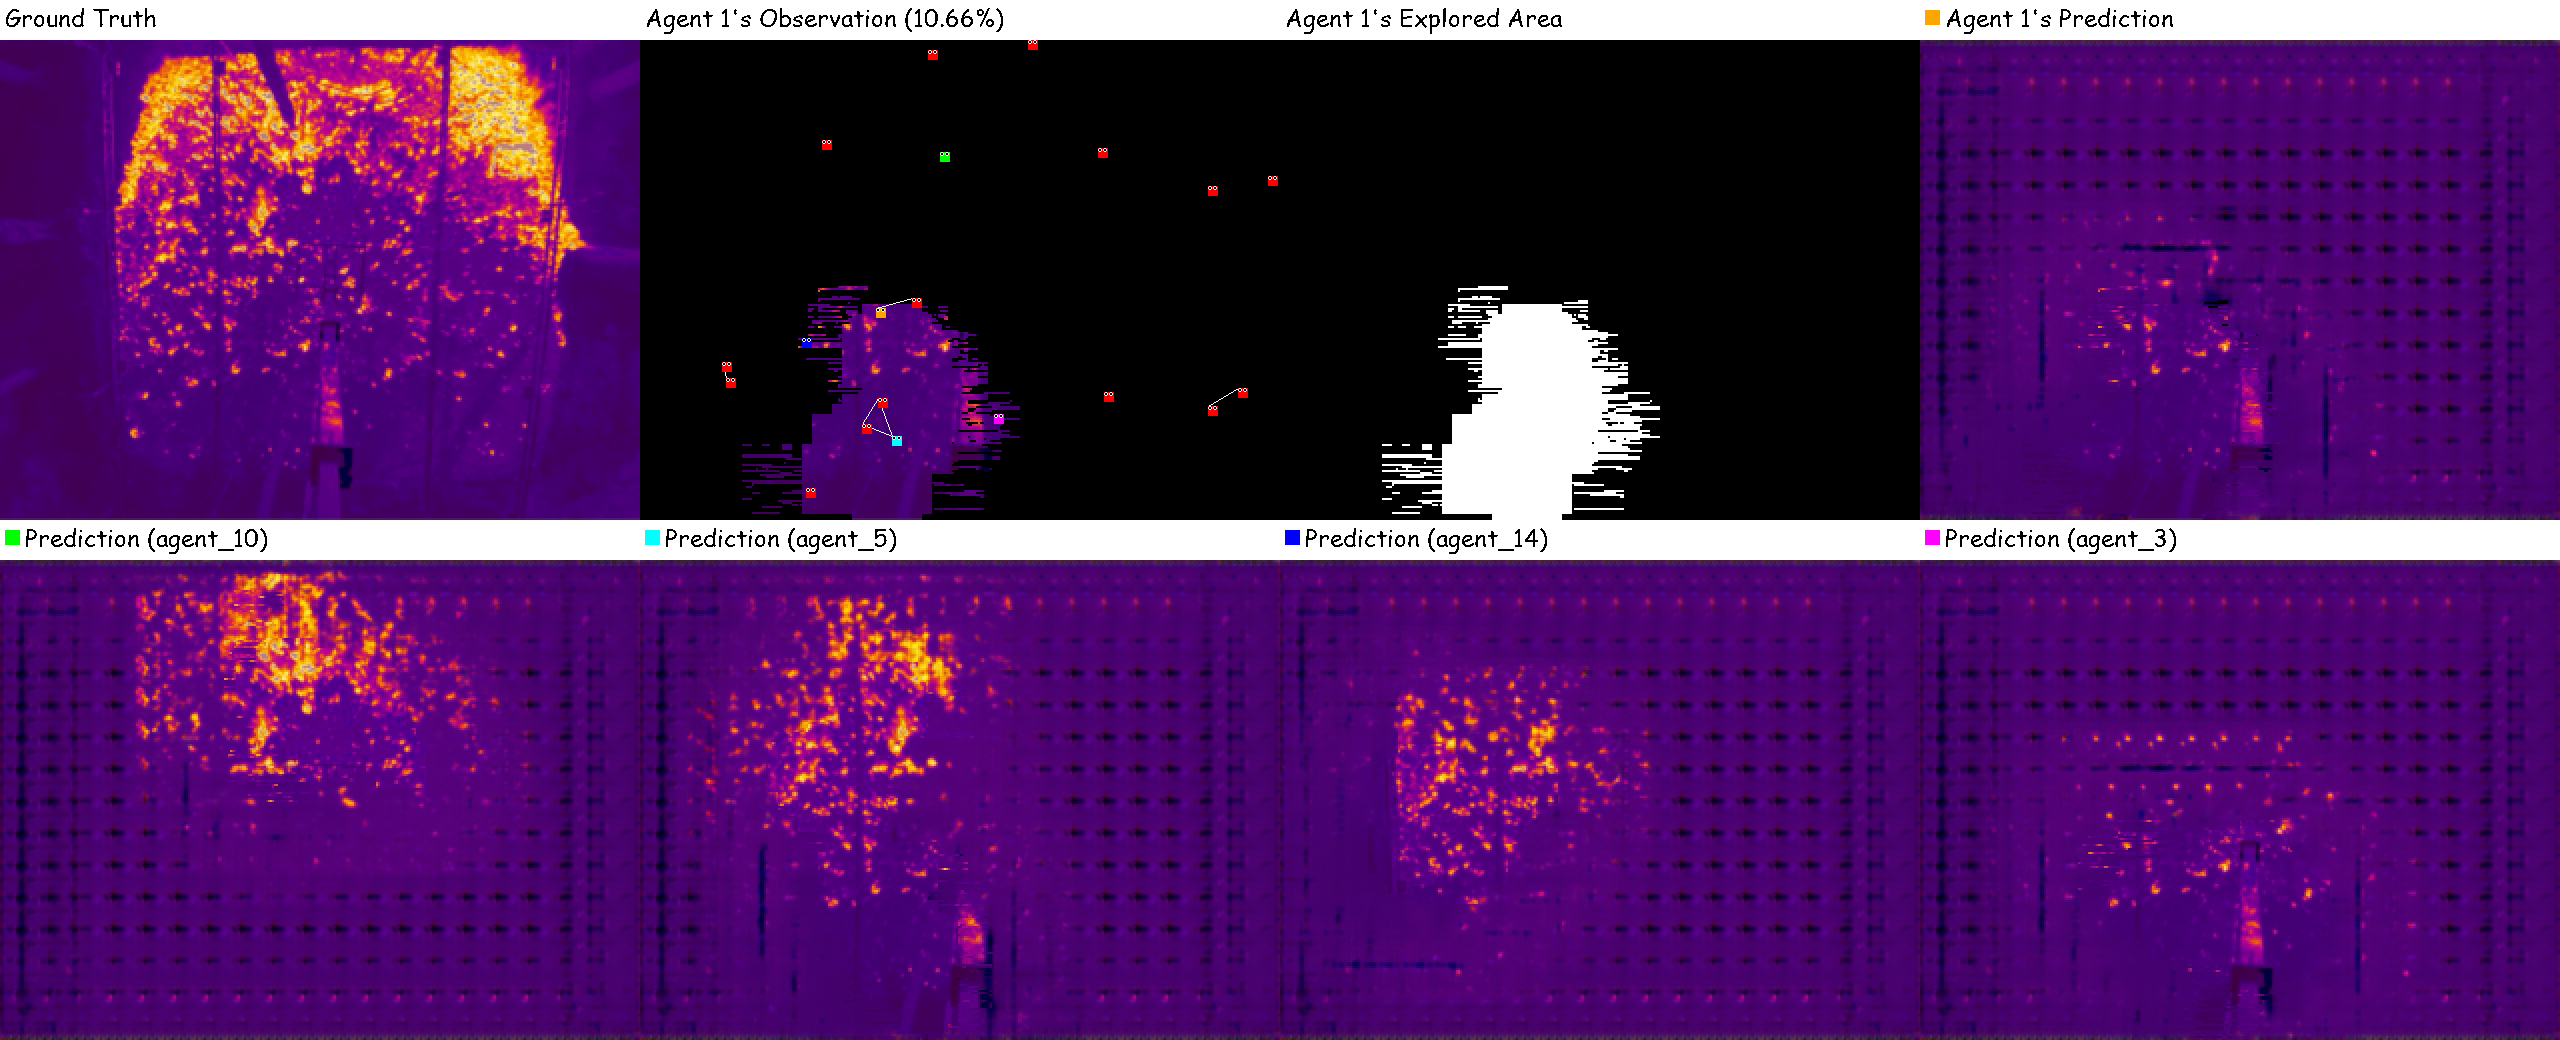 Ground Truth
Agent 1's Observation (10.66%)
Agent 1's Explored Area
Agent 1's Prediction
Prediction (agent_10)
Prediction (agent_5)
Prediction (agent_14)
Prediction (agent_3)